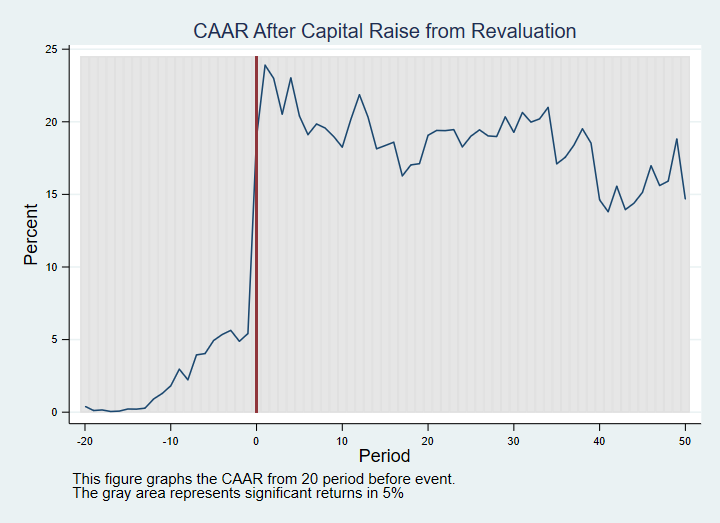 CAAR After Capital Raise from Revaluation
25
20
15
10
5
0
Percent
-20 -10 0 10 20 30 40 50
Period
This figure graphs the CAAR from 20 period before event.
The gray area represents significant returns in 5%